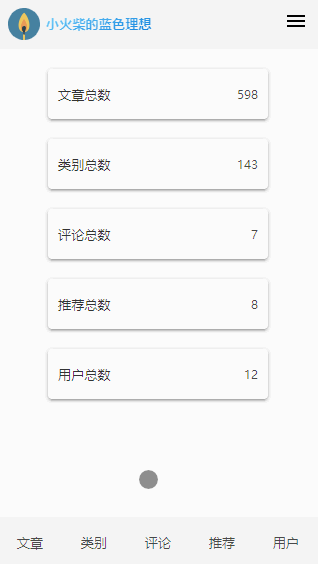 小火柴的蓝色理想
文章总数 598
类别总数 143
评论总数 7
推荐总数 8
用户总数 12
文章 类别 评论 推荐 用户